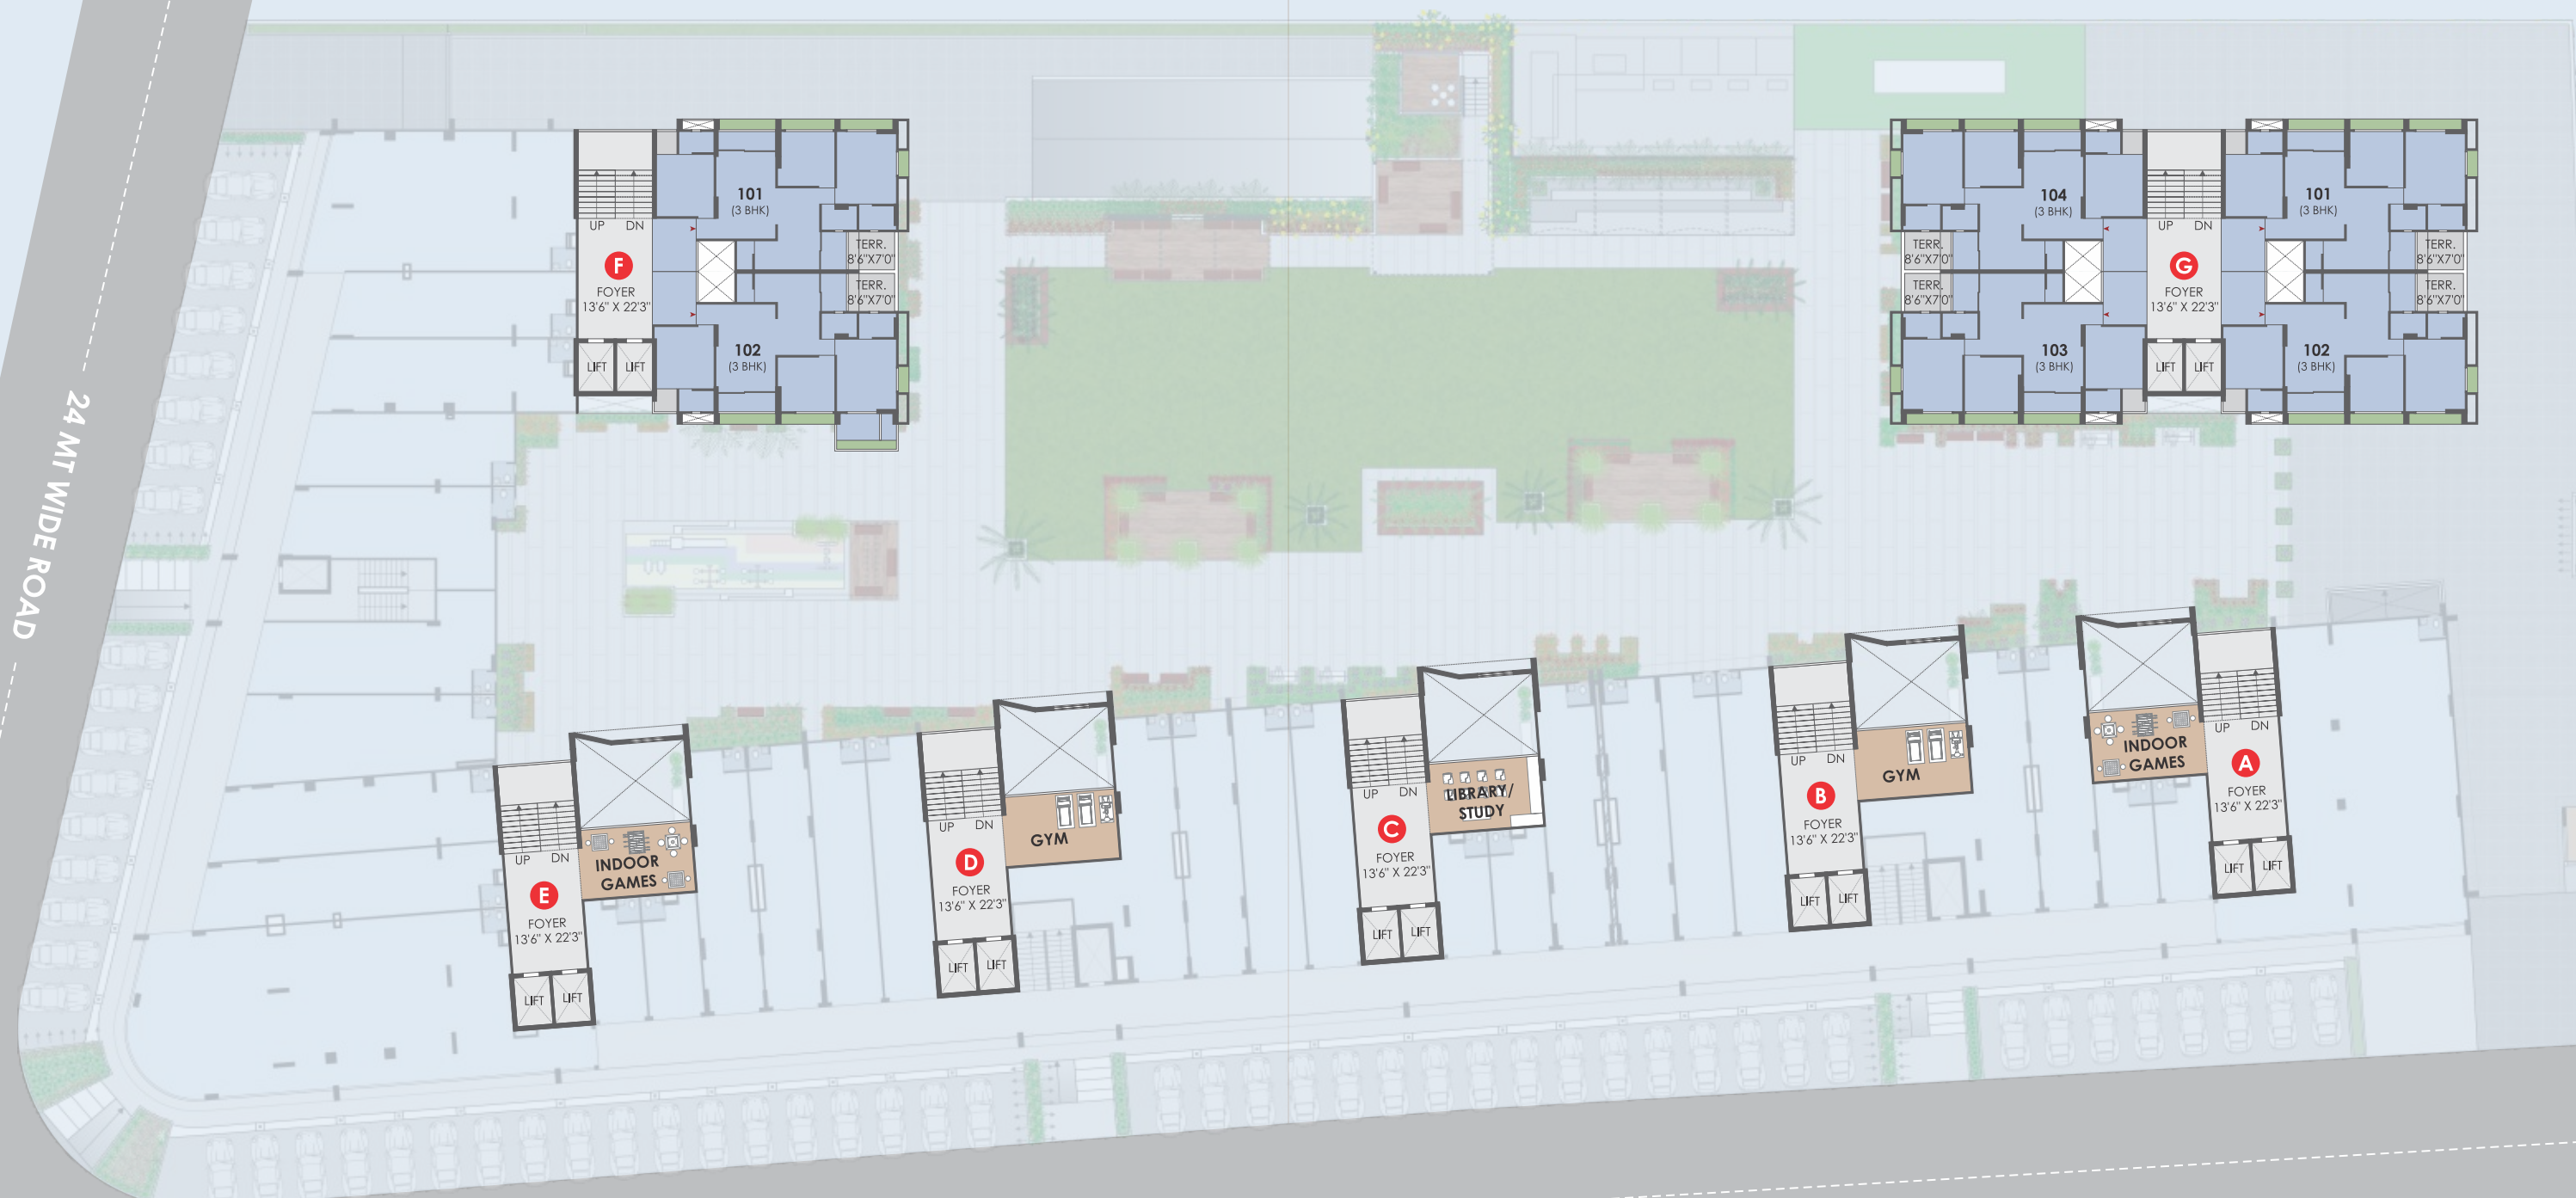 24 MT WIDE ROAD
101
(3 BHK)
UP DN
F
FOYER
13'6" X 22'3"
TERR.
8'6"X7'0"
TERR.
8'6"X7'0"
LIFT LIFT
102
(3 BHK)
104
(3 BHK)
101
(3 BHK)
UP DN
TERR.
8'6"X7'0"
TERR.
8'6"X7'0"
G
FOYER
13'6" X 22'3"
TERR.
8'6"X7'0"
TERR.
8'6"X7'0"
103
(3 BHK)
LIFT LIFT
102
(3 BHK)
UP DN
E
FOYER
13'6" X 22'3"
LIFT LIFT
INDOOR
GAMES
UP DN
D
FOYER
13'6" X 22'3"
LIFT LIFT
GYM
UP DN
C
FOYER
13'6" X 22'3"
LIFT LIFT
LIBRARY/
STUDY
UP DN
B
FOYER
13'6" X 22'3"
LIFT LIFT
GYM
INDOOR
GAMES
UP DN
A
FOYER
13'6" X 22'3"
LIFT LIFT